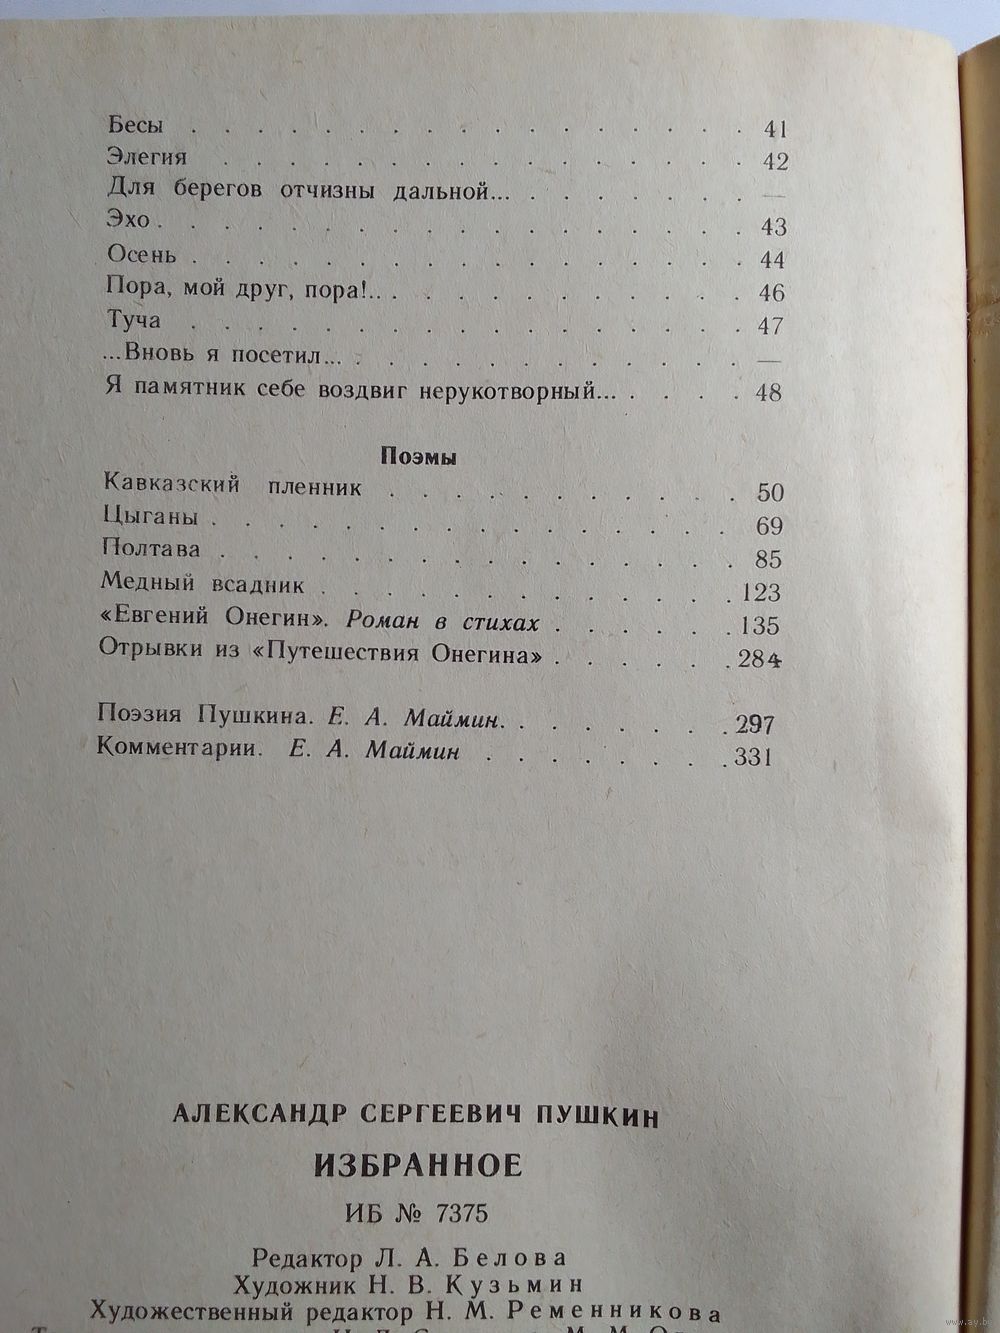 Бесы . . . . . . . . . . . . . . . . . 41
Элегия . . . . . . . . . . . . . . . . 42
Для берегов отчизны дальной... . . . . . . . —
Эхо . . . . . . . . . . . . . . . . . . 43
Осень . . . . . . . . . . . . . . . . . 44
Пора, мой друг, пора!.. . . . . . . . . . . . 46
Туча . . . . . . . . . . . . . . . . . 47
...Вновь я посетил... . . . . . . . . . . . . —
Я памятник себе воздвиг нерукотворный... . . . . 48
Поэмы
Кавказский пленник . . . . . . . . . . . 50
Цыганы . . . . . . . . . . . . . . . . 69
Полтава . . . . . . . . . . . . . . . . 85
Медный всадник . . . . . . . . . . . . . 123
«Евгений Онегин». Роман в стихах . . . . . . 135
Отрывки из «Путешествия Онегина» . . . . . . 284
Поэзия Пушкина. Е. А. Маймин. . . . . . . . 297
Комментарии. Е. А. Маймин . . . . . . . . 331
АЛЕКСАНДР СЕРГЕЕВИЧ ПУШКИН
ИЗБРАННОЕ
ИБ № 7375
Редактор Л. А. Белова
Художник Н. В. Кузьмин
Художественный редактор Н. М. Ременникова